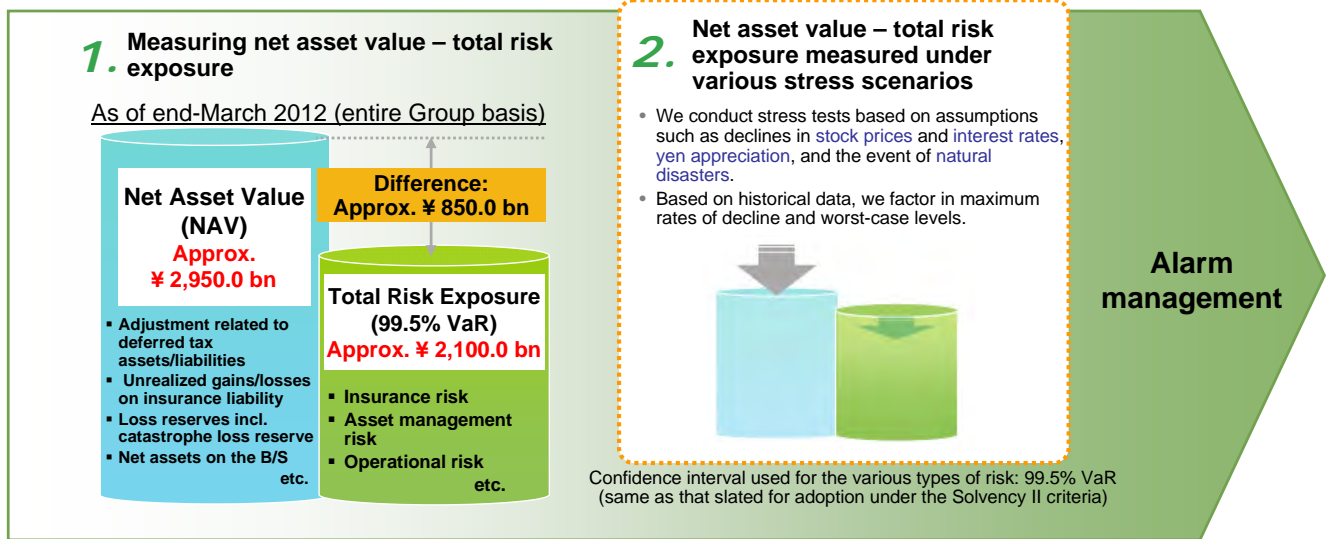 1.
Measuring net asset value – total risk
exposure
As of end-March 2012 (entire Group basis)
Net Asset Value
(NAV)
Approx.
¥ 2,950.0 bn
▪ Adjustment related to
deferred tax
assets/liabilities
▪ Unrealized gains/losses
on insurance liability
▪ Loss reserves incl.
catastrophe loss reserve
▪ Net assets on the B/S
etc.
Difference:
Approx. ¥ 850.0 bn
Total Risk Exposure
(99.5% VaR)
Approx. ¥ 2,100.0 bn
▪ Insurance risk
▪ Asset management
risk
▪ Operational risk
etc.
2.
Net asset value – total risk
exposure measured under
various stress scenarios
• We conduct stress tests based on assumptions
such as declines in stock prices and interest rates,
yen appreciation, and the event of natural
disasters.
• Based on historical data, we factor in maximum
rates of decline and worst-case levels.
Confidence interval used for the various types of risk: 99.5% VaR
(same as that slated for adoption under the Solvency II criteria)
Alarm
management